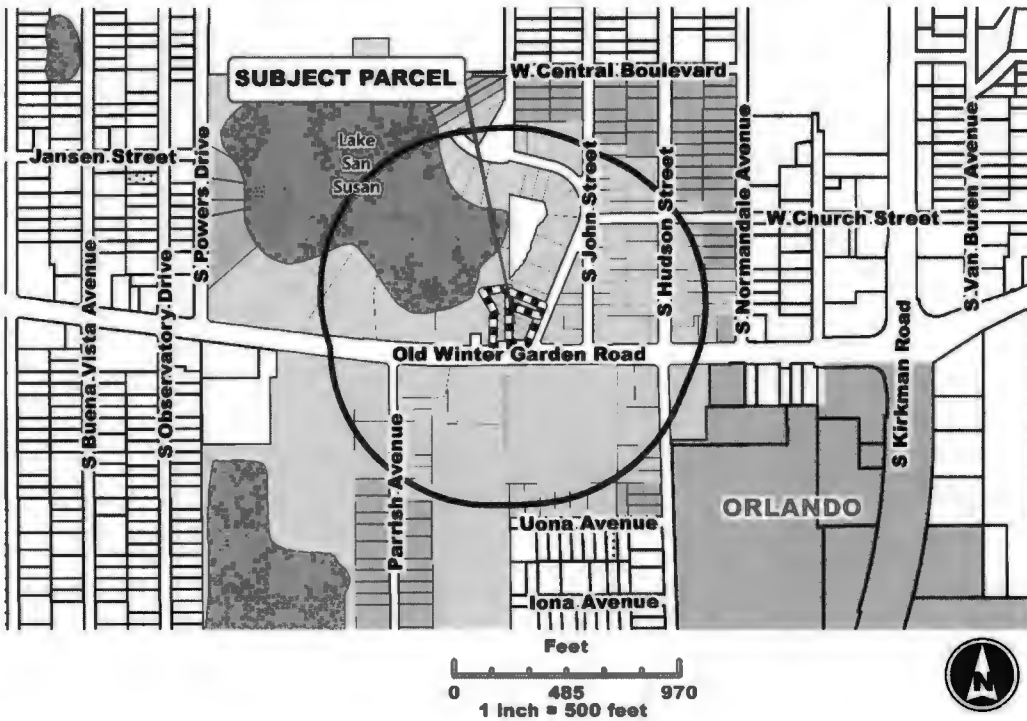 SUBJECT PARCEL
W Central Boulevard
Lake
San
Susan
Jansen Street
S Powers Drive
S John Street
S Hudson Street
S Normandale Avenue
W Church Street
S Van Buren Avenue
S Buena Vista Avenue
S Observatory Drive
Old Winter Garden Road
S Kirkman Road
Parrish Avenue
ORLANDO
Uona Avenue
Iona Avenue
Feet
0 485 970
1 inch = 500 feet
N